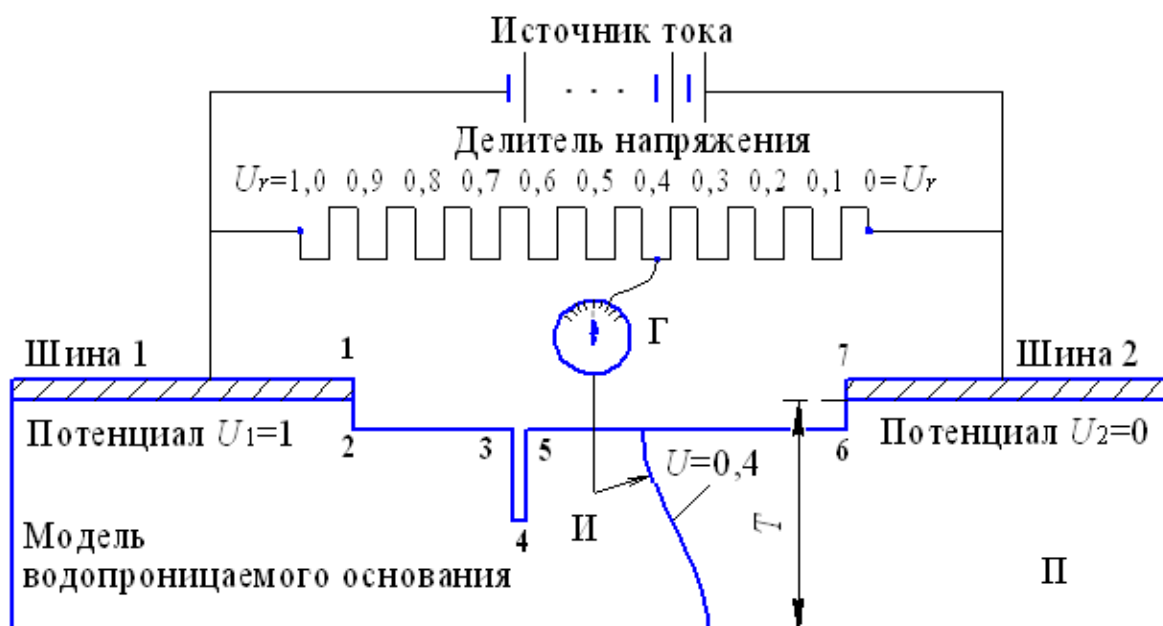 Источник тока
Делитель напряжения
Ur=1,0 0,9 0,8 0,7 0,6 0,5 0,4 0,3 0,2 0,1 0=Ur
Г
Шина 1
1
7
Шина 2
Потенциал U1=1
2
3
5
6
Потенциал U2=0
U=0,4
4
И
T
Модель
водопроницаемого основания
П